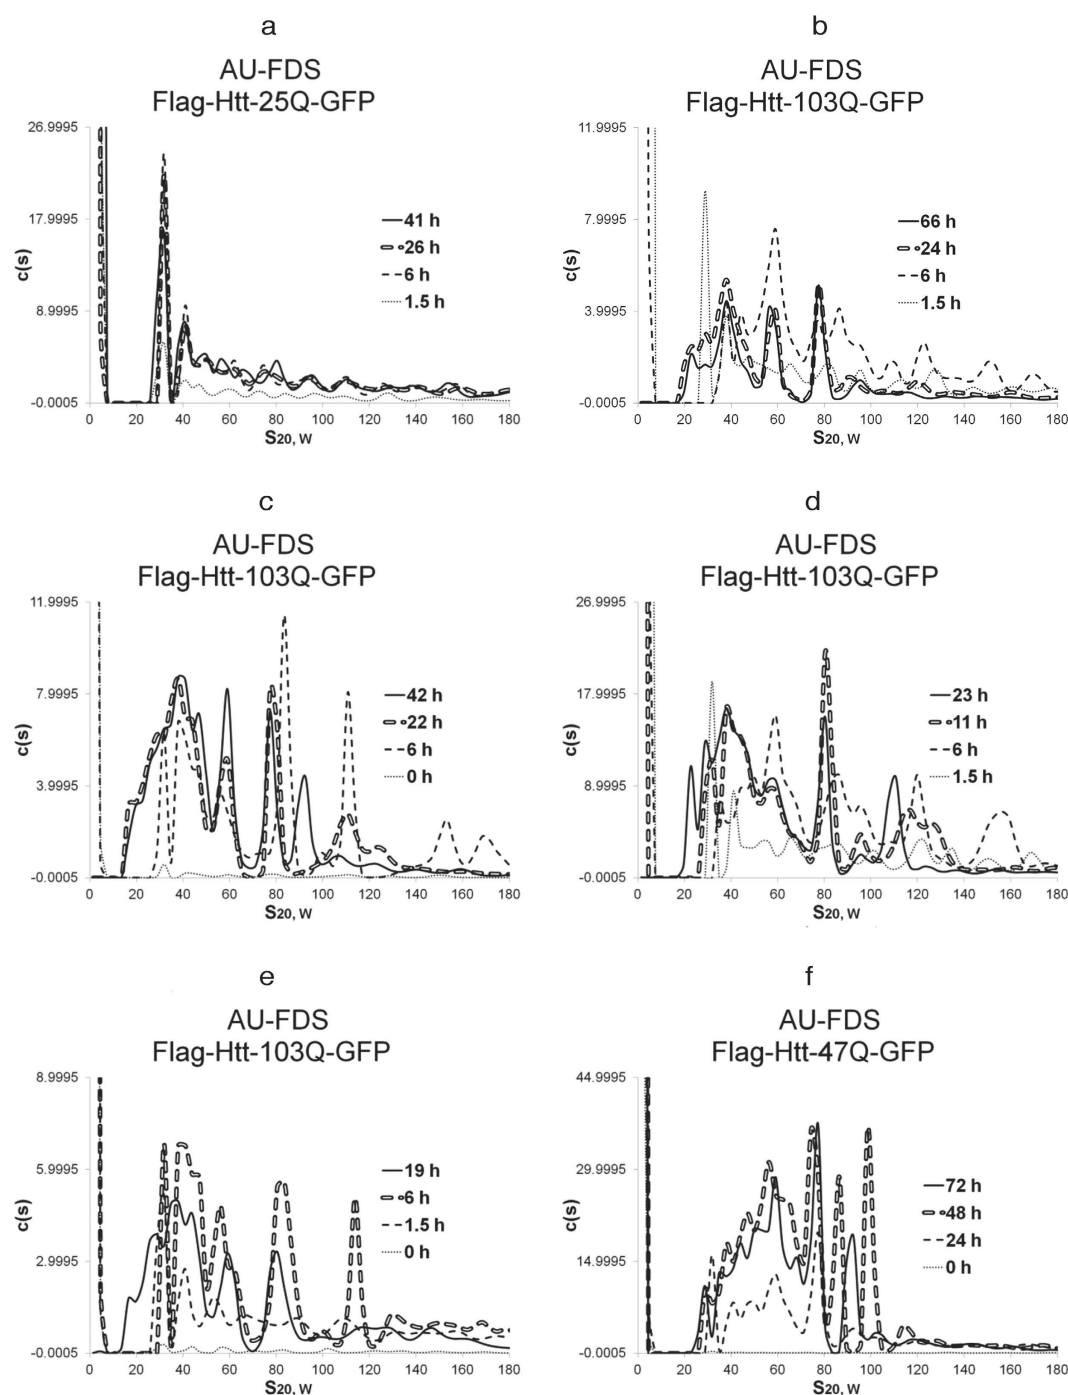 a
AU-FDS
Flag-Htt-25Q-GFP
26.9995
17.9995
8.9995
-0.0005
c(s)
41 h
26 h
6 h
1.5 h
0 20 40 60 80 100 120 140 160 180
S20, W
b
AU-FDS
Flag-Htt-103Q-GFP
11.9995
7.9995
3.9995
-0.0005
c(s)
66 h
24 h
6 h
1.5 h
0 20 40 60 80 100 120 140 160 180
S20, W
c
AU-FDS
Flag-Htt-103Q-GFP
11.9995
7.9995
3.9995
-0.0005
c(s)
42 h
22 h
6 h
0 h
0 20 40 60 80 100 120 140 160 180
S20, W
d
AU-FDS
Flag-Htt-103Q-GFP
26.9995
17.9995
8.9995
-0.0005
c(s)
23 h
11 h
6 h
1.5 h
0 20 40 60 80 100 120 140 160 180
S20, W
e
AU-FDS
Flag-Htt-103Q-GFP
8.9995
5.9995
2.9995
-0.0005
c(s)
19 h
6 h
1.5 h
0 h
0 20 40 60 80 100 120 140 160 180
S20, W
f
AU-FDS
Flag-Htt-47Q-GFP
44.9995
29.9995
14.9995
-0.0005
c(s)
72 h
48 h
24 h
0 h
0 20 40 60 80 100 120 140 160 180
S20, W